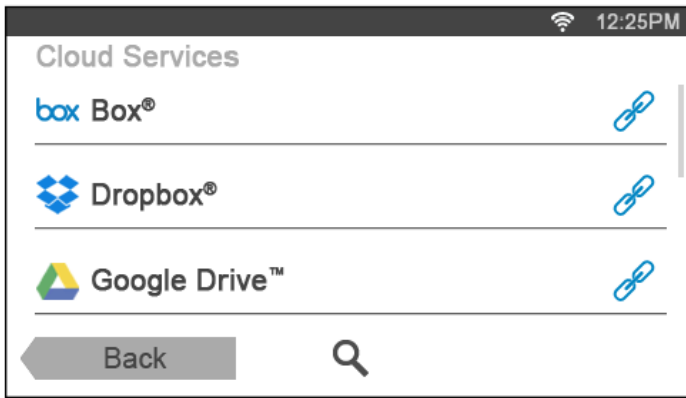 12:25PM
Cloud Services
box Box®
Dropbox®
Google Drive™
Back